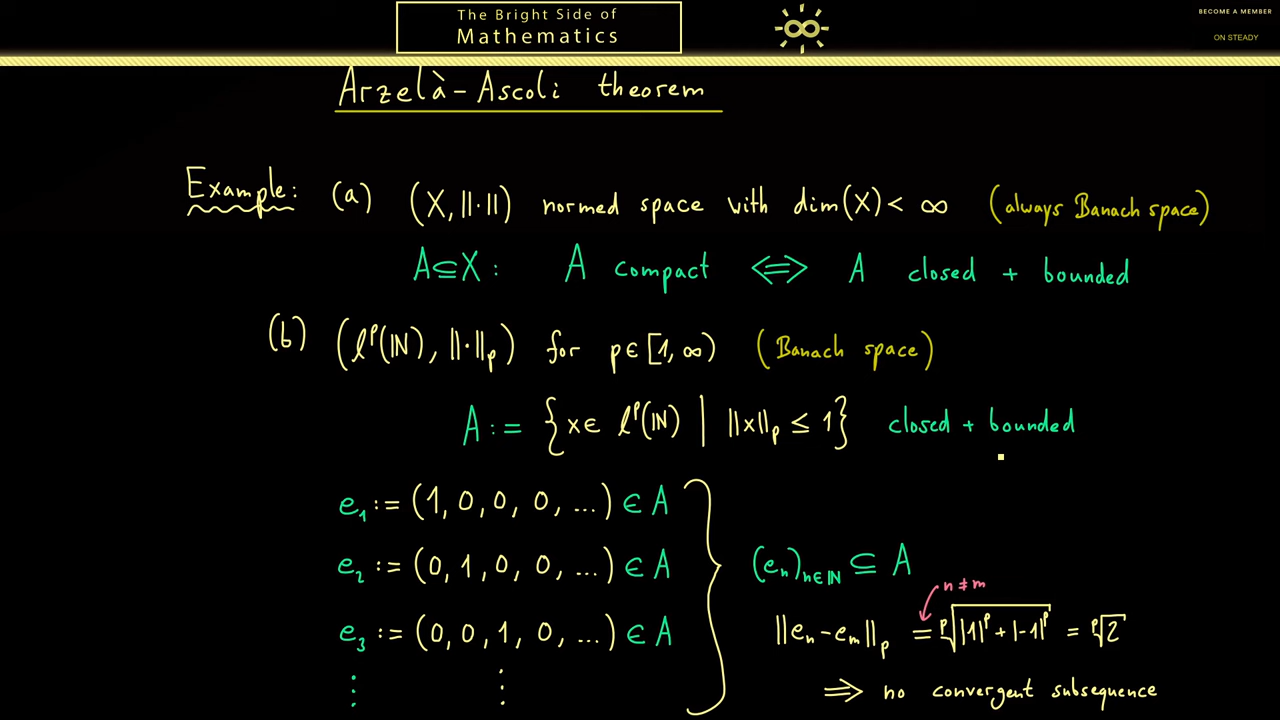 The Bright Side of
Mathematics
BECOME A MEMBER
ON STEADY
Arzelà-Ascoli theorem
Example: (a) (X, ||·||) normed space with dim(X) < ∞ (always Banach space)
A ⊆ X : A compact ⟺ A closed + bounded
(b) (ℓᵖ(ℕ), ||·||ₚ) for p ∈ [1, ∞) (Banach space)
A := {x ∈ ℓᵖ(ℕ) | ||x||ₚ ≤ 1} closed + bounded
e₁ := (1, 0, 0, 0, ...) ∈ A
e₂ := (0, 1, 0, 0, ...) ∈ A
e₃ := (0, 0, 1, 0, ...) ∈ A
⋮ ⋮
(eₙ)ₙ∈ℕ ⊆ A
n ≠ m
||eₙ - eₘ||ₚ = ᵖ√(|1|ᵖ + |-1|ᵖ) = ᵖ√2
⟹ no convergent subsequence